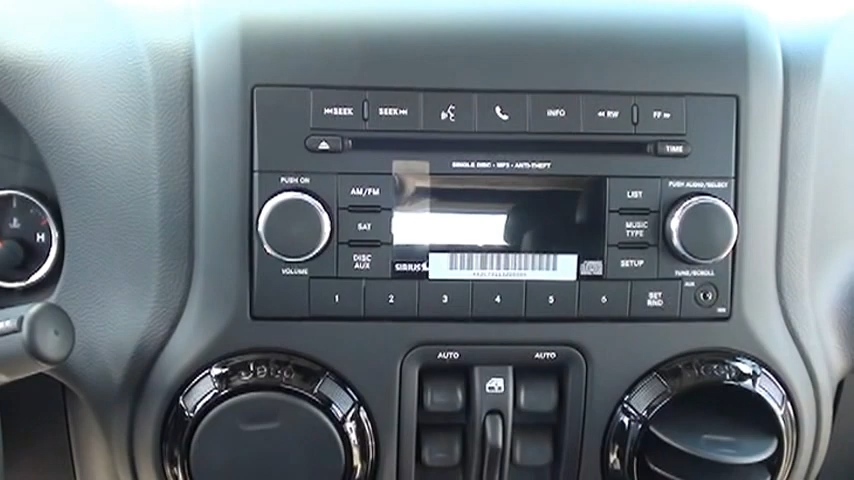 SEEK SEEK INFO RW FF
TIME
SINGLE DISC • MP3 • ANTI-THEFT
PUSH ON
PUSH AUDIO/SELECT
AM/FM
LIST
SAT
MUSIC
TYPE
H
DISC
AUX
SETUP
SIRIUS
VOLUME
TUNE/SCROLL
AUX
1 2 3 4 5 6
SET
RND
AUTO AUTO
Jeep
Jeep